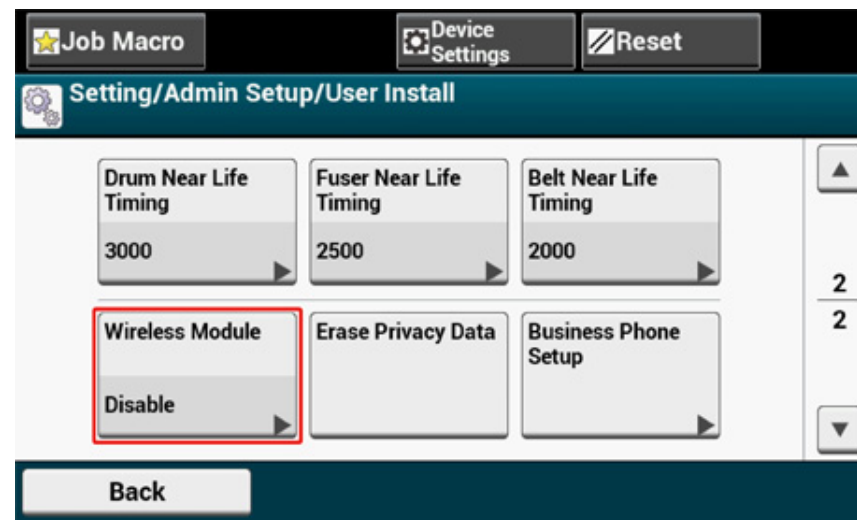 Job Macro
Device
Settings
Reset
Setting/Admin Setup/User Install
Drum Near Life
Timing
3000
Fuser Near Life
Timing
2500
Belt Near Life
Timing
2000
2
2
Wireless Module
Disable
Erase Privacy Data
Business Phone
Setup
Back